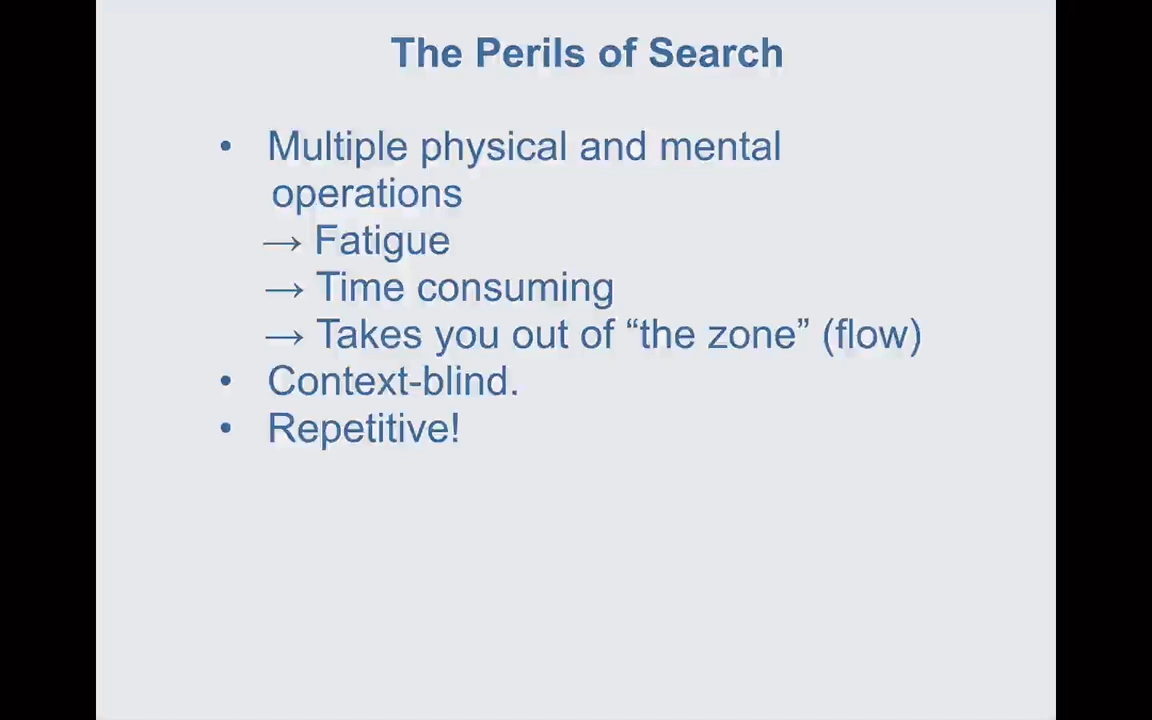 The Perils of Search
• Multiple physical and mental
operations
→ Fatigue
→ Time consuming
→ Takes you out of “the zone” (flow)
• Context-blind.
• Repetitive!